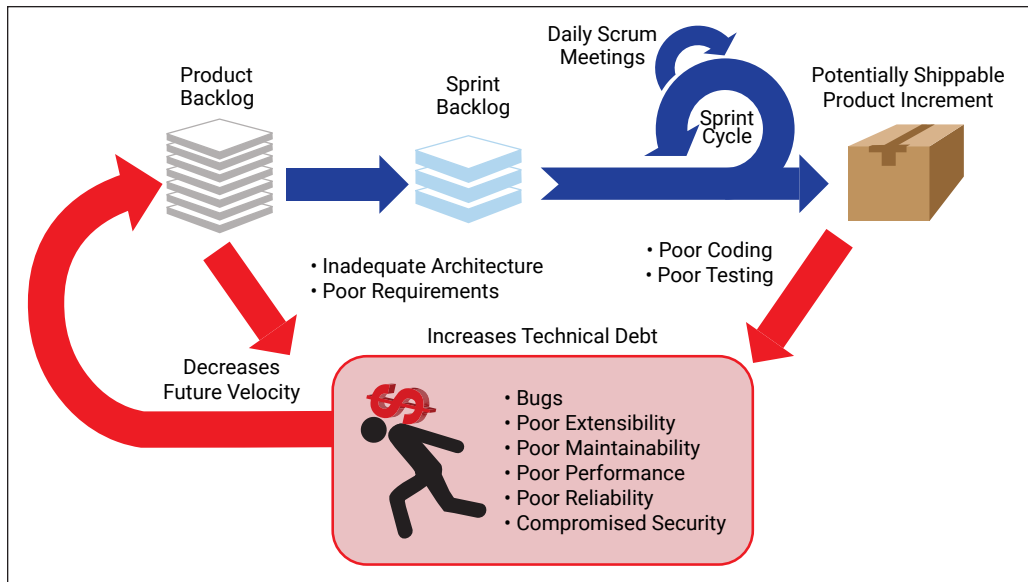 Product
Backlog
Sprint
Backlog
Daily Scrum
Meetings
Sprint
Cycle
Potentially Shippable
Product Increment
• Inadequate Architecture
• Poor Requirements
• Poor Coding
• Poor Testing
Increases Technical Debt
Decreases
Future Velocity
$
• Bugs
• Poor Extensibility
• Poor Maintainability
• Poor Performance
• Poor Reliability
• Compromised Security